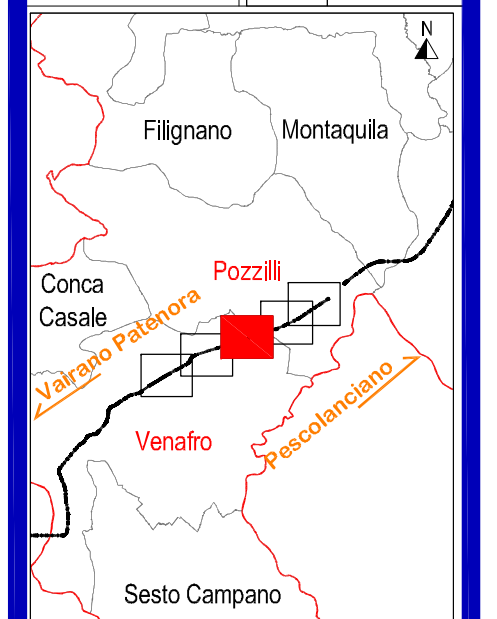 N
Filignano
Montaquila
Pozzilli
Conca
Casale
Vairano Patenora
Pescolanciano
Venafro
Sesto Campano